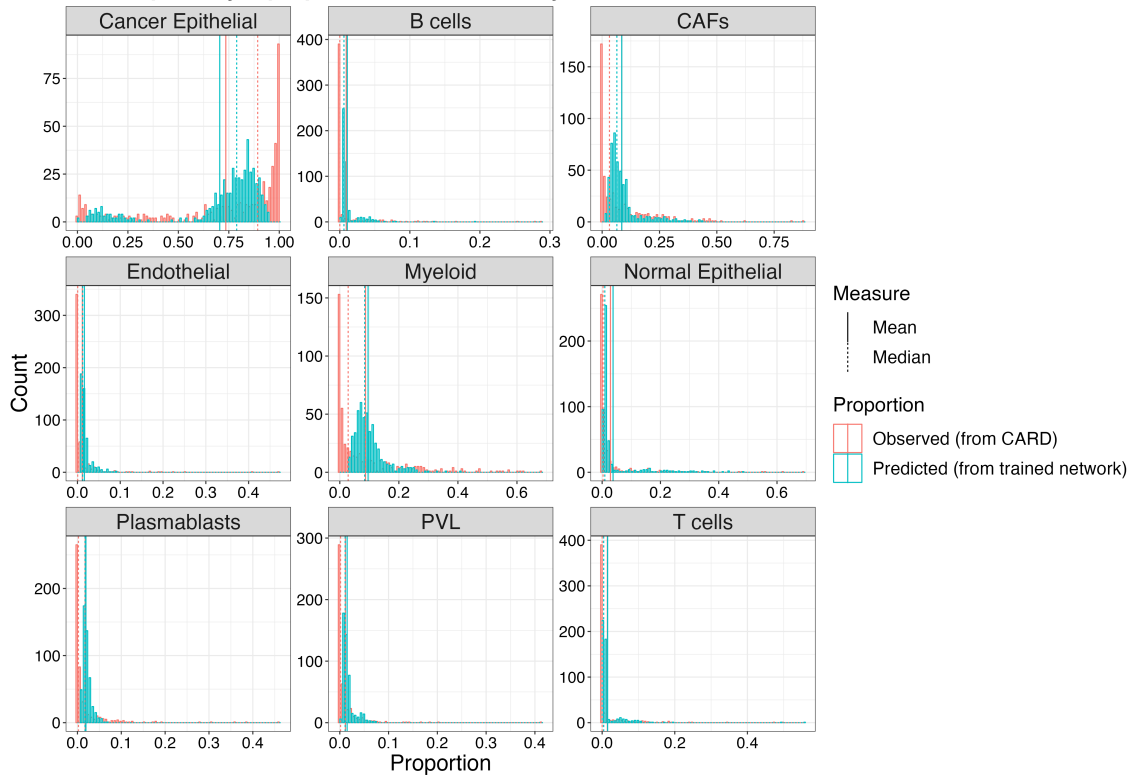 Cancer Epithelial
B cells
CAFs
75
50
25
0
0.00 0.25 0.50 0.75 1.00
400
300
200
100
0
0.0 0.1 0.2 0.3
150
100
50
0
0.00 0.25 0.50 0.75
Endothelial
Myeloid
Normal Epithelial
300
200
100
0
0.0 0.1 0.2 0.3 0.4
150
100
50
0
0.0 0.2 0.4 0.6
200
100
0
0.0 0.2 0.4 0.6
Plasmablasts
PVL
T cells
200
100
0
0.0 0.1 0.2 0.3 0.4
300
200
100
0
0.0 0.1 0.2 0.3 0.4
400
300
200
100
0
0.0 0.2 0.4
Count
Proportion
Measure
Mean
Median
Proportion
Observed (from CARD)
Predicted (from trained network)